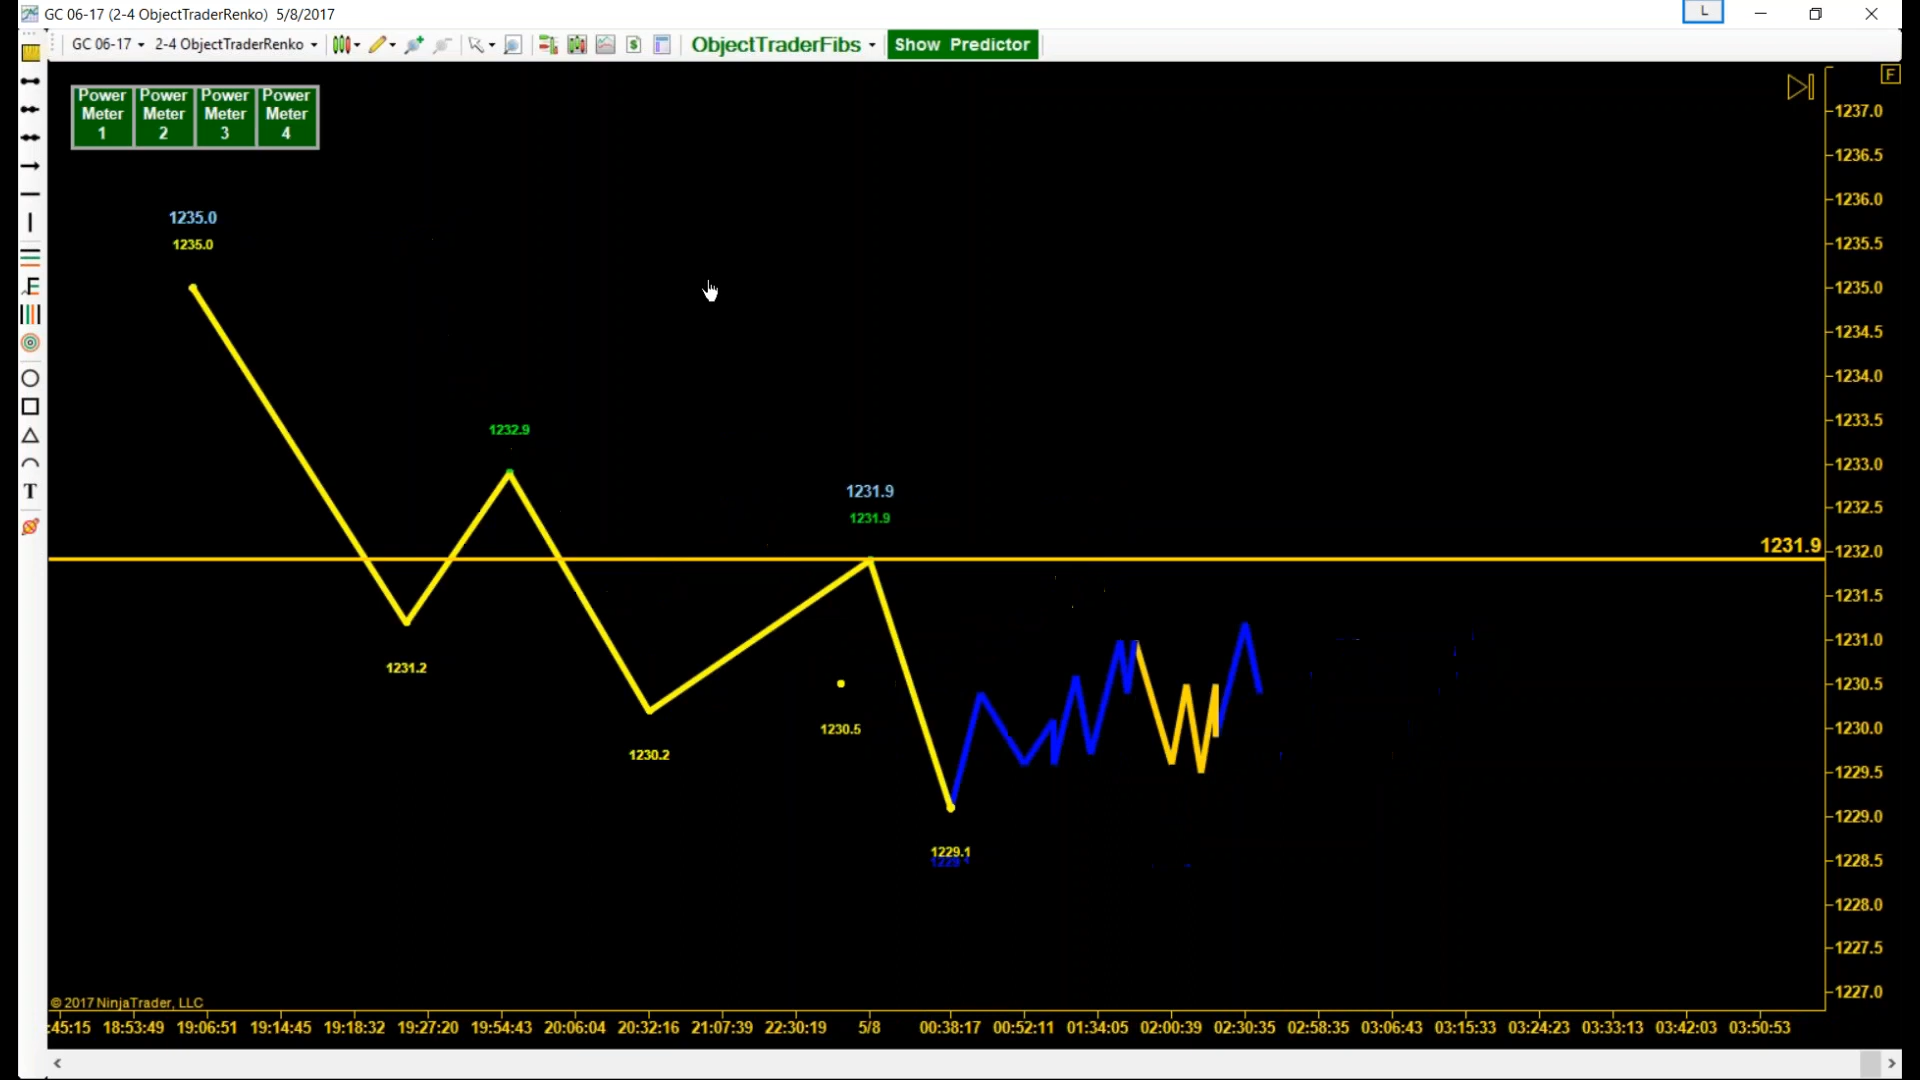 GC 06-17 (2-4 ObjectTraderRenko) 5/8/2017
L
GC 06-17 2-4 ObjectTraderRenko ObjectTraderFibs Show Predictor
F
Power Meter 1
Power Meter 2
Power Meter 3
Power Meter 4
1237.0
1236.5
1236.0
1235.5
1235.0
1234.5
1234.0
1233.5
1233.0
1232.5
1232.0
1231.5
1231.0
1230.5
1230.0
1229.5
1229.0
1228.5
1228.0
1227.5
1227.0
1235.0
1235.0
1232.9
1231.9
1231.9
1231.9
1231.2
1230.2
1230.5
1229.1
1229.1
T
© 2017 NinjaTrader, LLC
:45:15 18:53:49 19:06:51 19:14:45 19:18:32 19:27:20 19:54:43 20:06:04 20:32:16 21:07:39 22:30:19 5/8 00:38:17 00:52:11 01:34:05 02:00:39 02:30:35 02:58:35 03:06:43 03:15:33 03:24:23 03:33:13 03:42:03 03:50:53